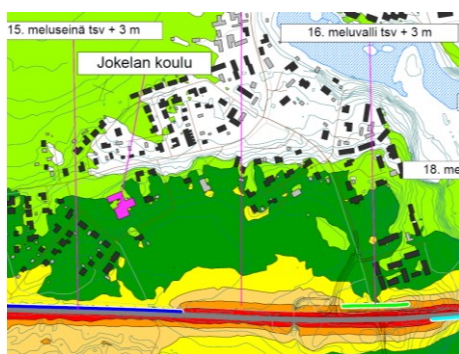 15. meluseinä tsv + 3 m
16. meluvalli tsv + 3 m
Jokelan koulu
18. me